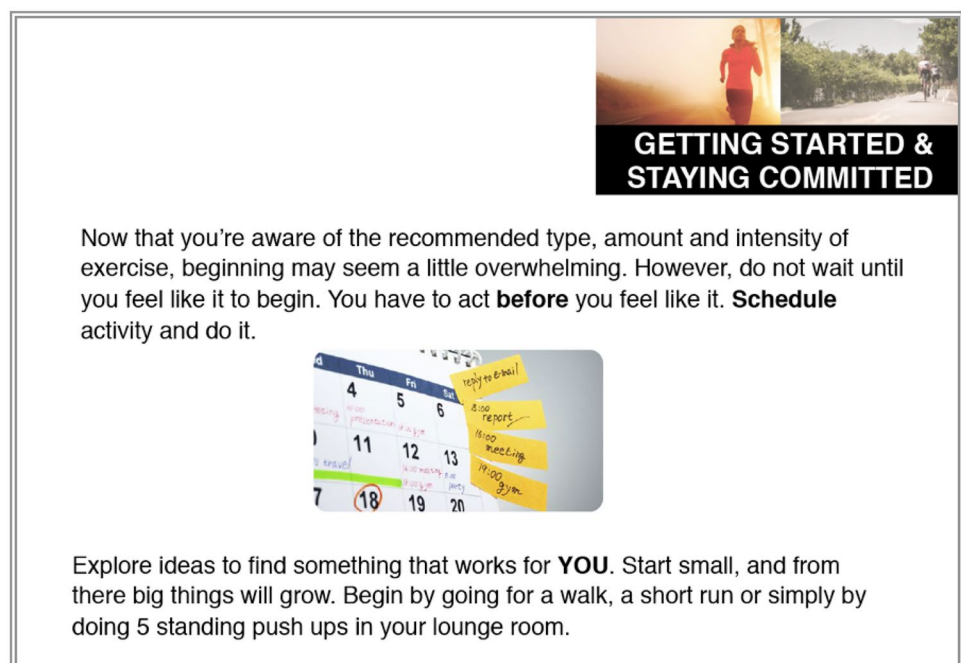 GETTING STARTED &
STAYING COMMITTED
Now that you're aware of the recommended type, amount and intensity of
exercise, beginning may seem a little overwhelming. However, do not wait until
you feel like it to begin. You have to act before you feel like it. Schedule
activity and do it.
Thu
Fri
Sat
4
5
6
presentation
11
12
13
travel
party
18
19
20
reply to e-mail
report
16:00
meeting
19:00
gym
Explore ideas to find something that works for YOU. Start small, and from
there big things will grow. Begin by going for a walk, a short run or simply by
doing 5 standing push ups in your lounge room.